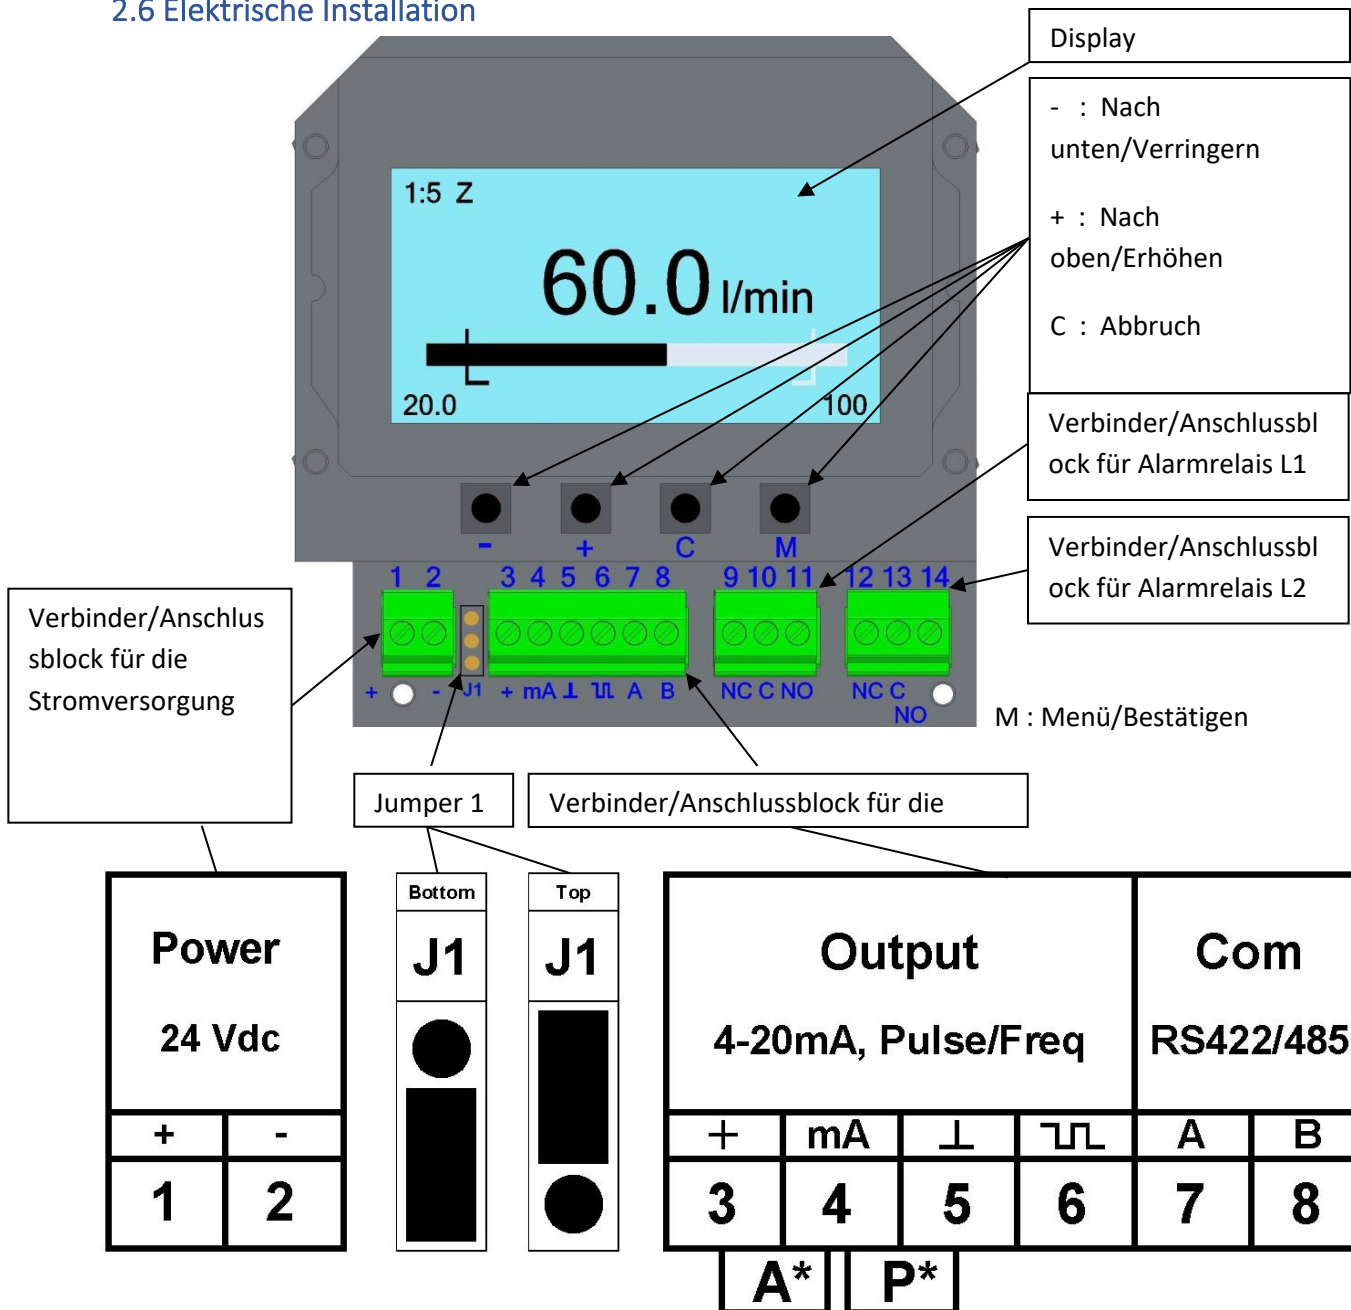 2.6 Elektrische Installation
Display
- : Nach
unten/Verringern
+ : Nach
oben/Erhöhen
C : Abbruch
1:5 Z
60.0 l/min
20.0
100
Verbinder/Anschlussbl
ock für Alarmrelais L1
Verbinder/Anschlussbl
ock für Alarmrelais L2
- + C M
1 2 3 4 5 6 7 8 9 10 11 12 13 14
+ - J1 + mA ⊥ A B NC C NO NC C
NO
Verbinder/Anschlus
sblock für die
Stromversorgung
M : Menü/Bestätigen
Jumper 1
Verbinder/Anschlussblock für die
Power
24 Vdc
+ -
1 2
Bottom
J1
Top
J1
Output
4-20mA, Pulse/Freq
Com
RS422/485
+ mA ⊥ A B
3 4 5 6 7 8
A* P*